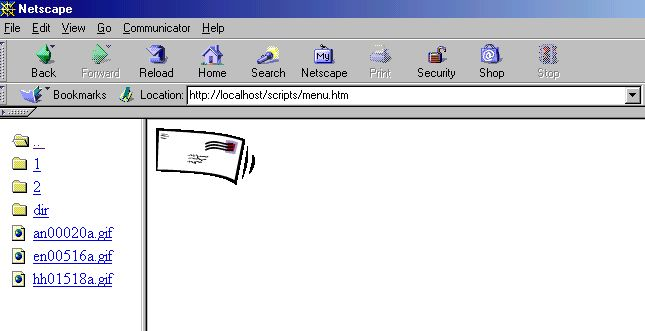 Netscape
File Edit View Go Communicator Help
Back Forward Reload Home Search My Netscape Print Security Shop Stop
Bookmarks Location: http://localhost/scripts/menu.htm
..
1
2
dir
an00020a.gif
en00516a.gif
hh01518a.gif